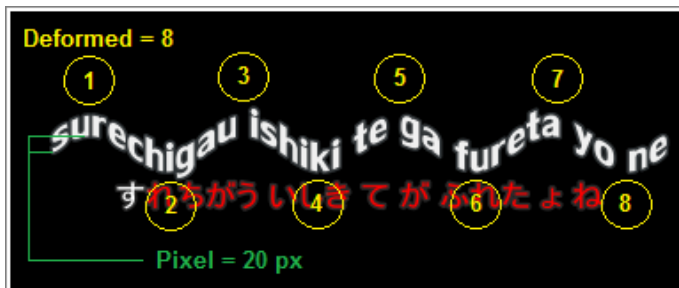 Deformed = 8
1 3 5 7
surechigau ishiki te ga fureta yo ne
すれちがう いしき て が ふれた ょ ね
2 4 6 8
Pixel = 20 px